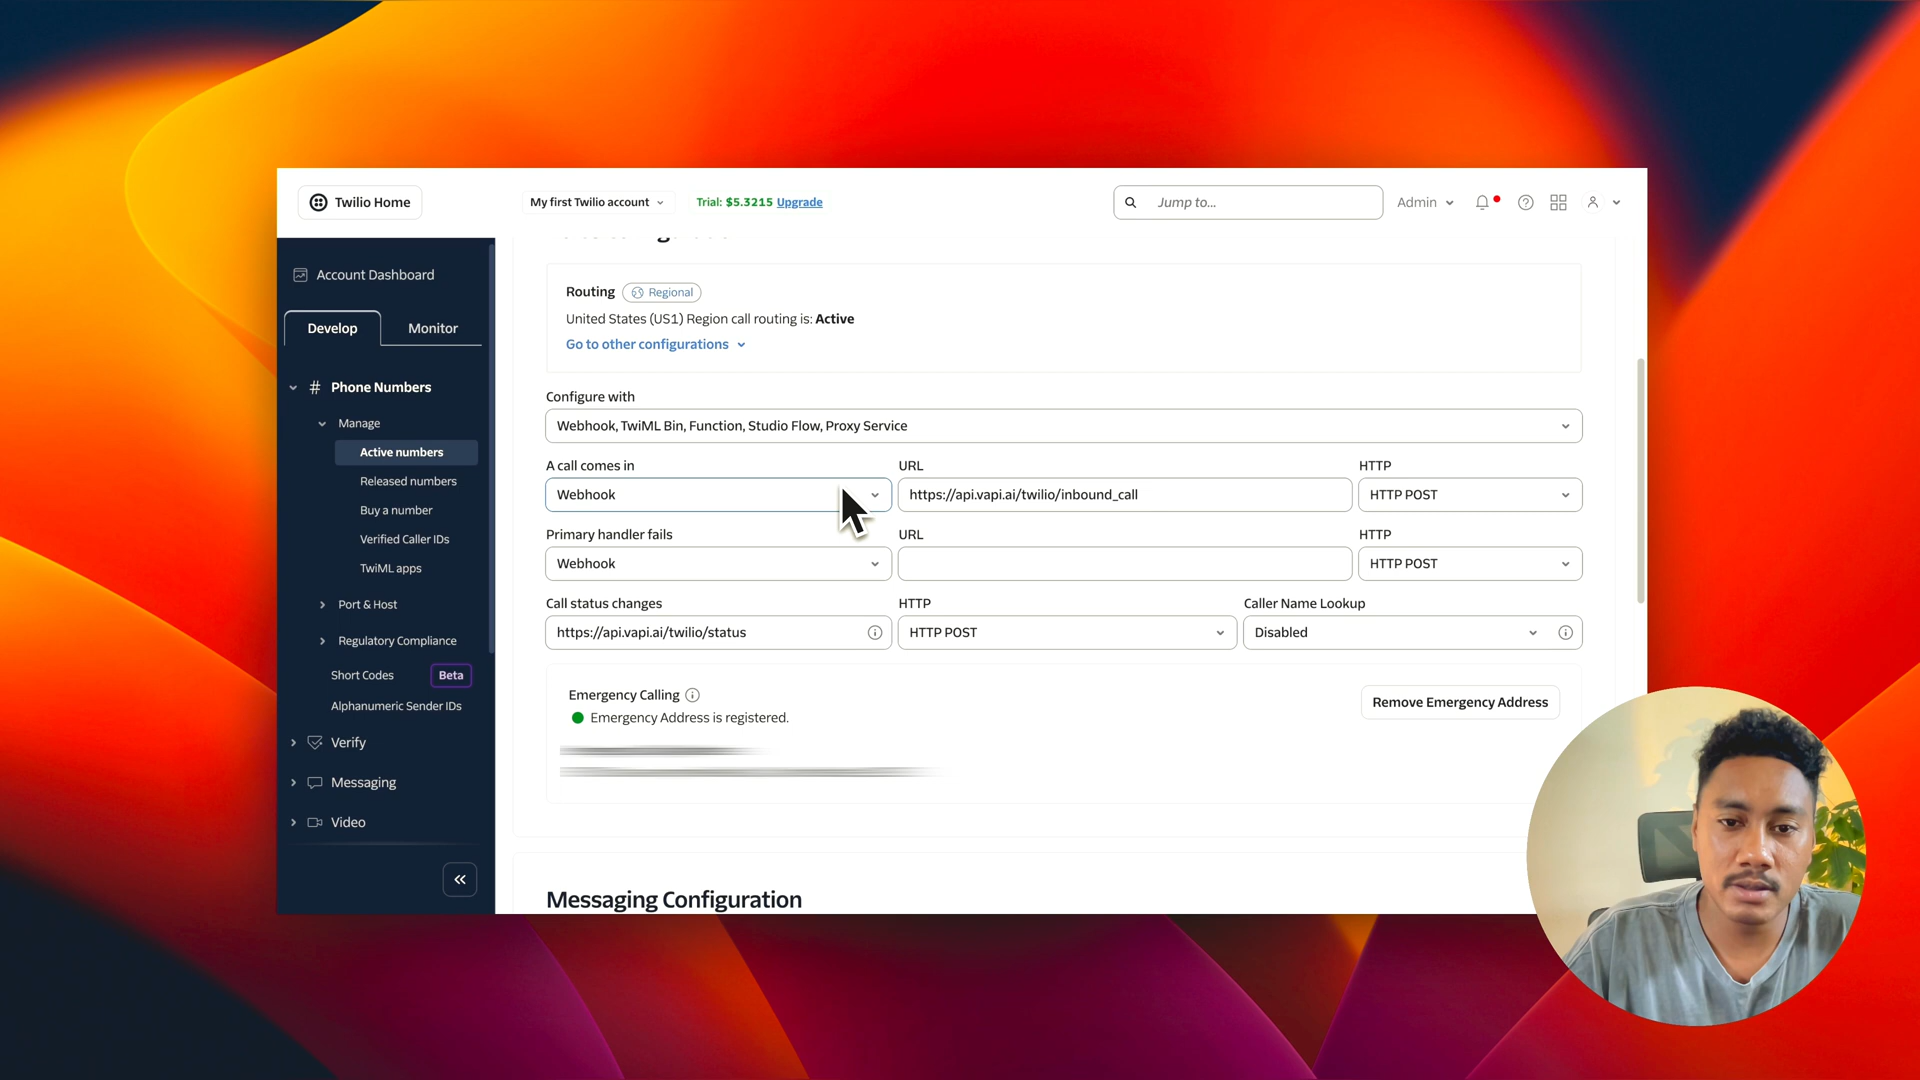 Twilio Home
My first Twilio account
Trial: $5.3215 Upgrade
Jump to...
Admin
Account Dashboard
Develop
Monitor
Phone Numbers
Manage
Active numbers
Released numbers
Buy a number
Verified Caller IDs
TwiML apps
Port & Host
Regulatory Compliance
Short Codes
Beta
Alphanumeric Sender IDs
Verify
Messaging
Video
Routing
Regional
United States (US1) Region call routing is: Active
Go to other configurations
Configure with
Webhook, TwiML Bin, Function, Studio Flow, Proxy Service
A call comes in
URL
HTTP
Webhook
https://api.vapi.ai/twilio/inbound_call
HTTP POST
Primary handler fails
URL
HTTP
Webhook
HTTP POST
Call status changes
HTTP
Caller Name Lookup
https://api.vapi.ai/twilio/status
HTTP POST
Disabled
Emergency Calling
Emergency Address is registered.
Remove Emergency Address
Messaging Configuration